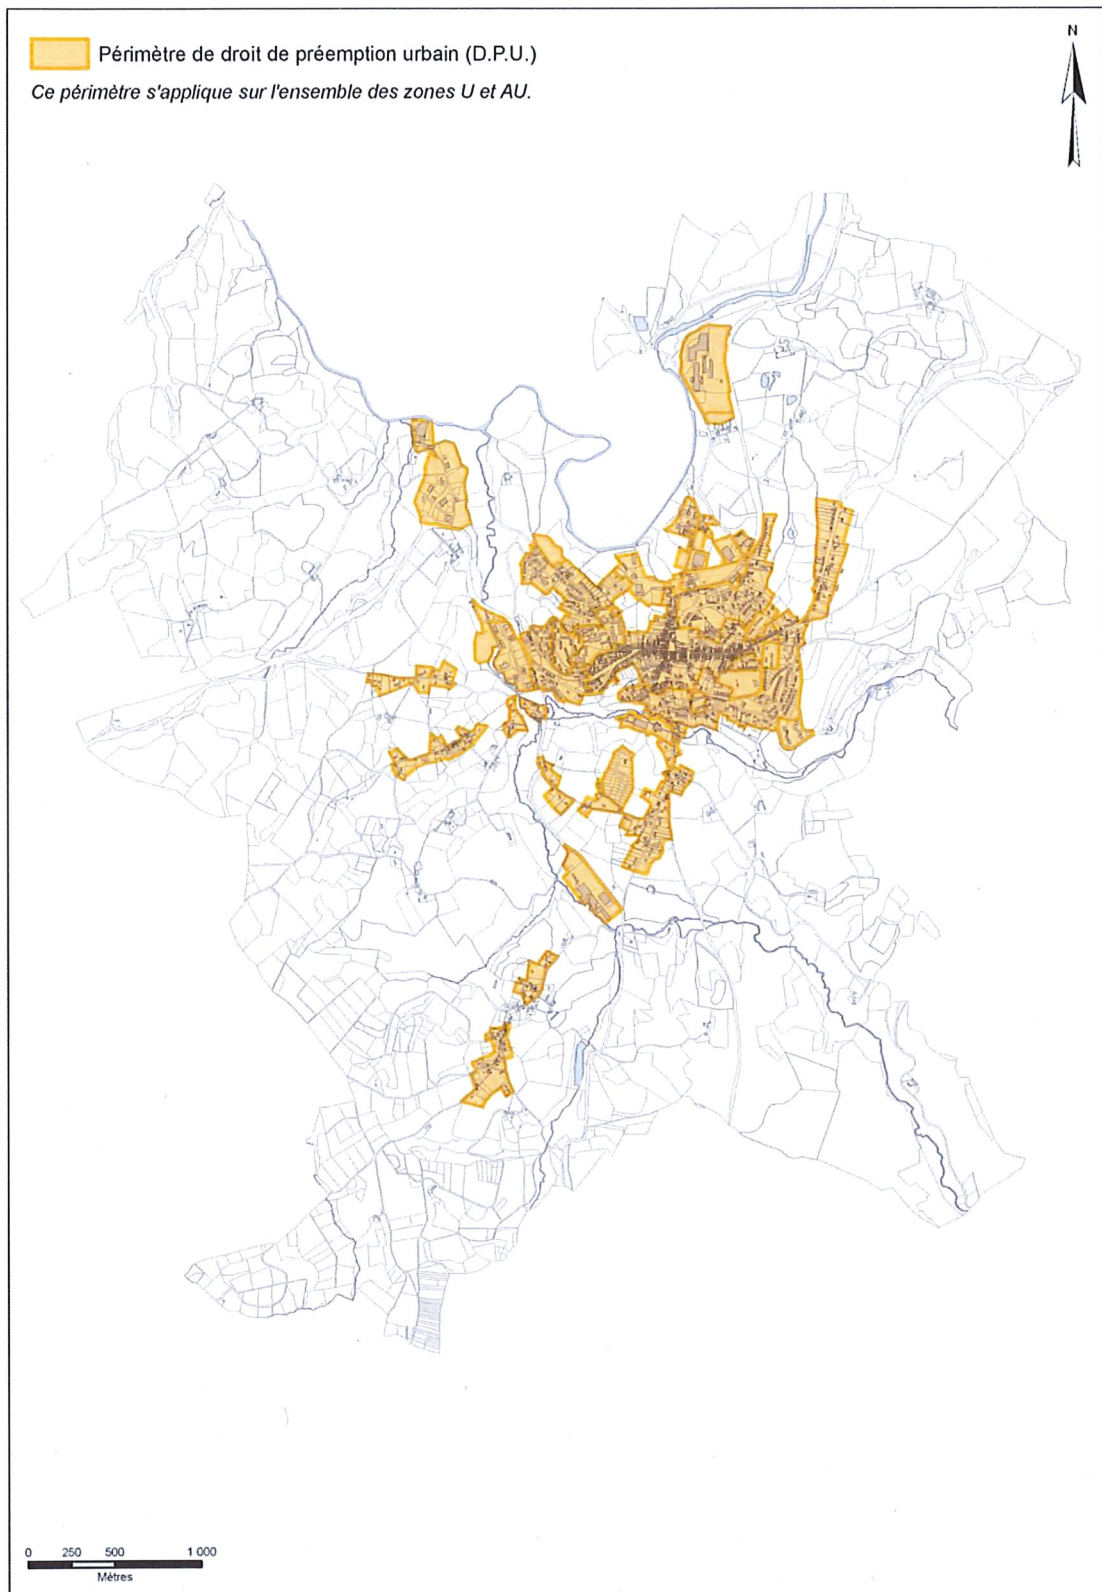 Périmètre de droit de préemption urbain (D.P.U.)
N
Ce périmètre s'applique sur l'ensemble des zones U et AU.
0 250 500 1 000
Mètres